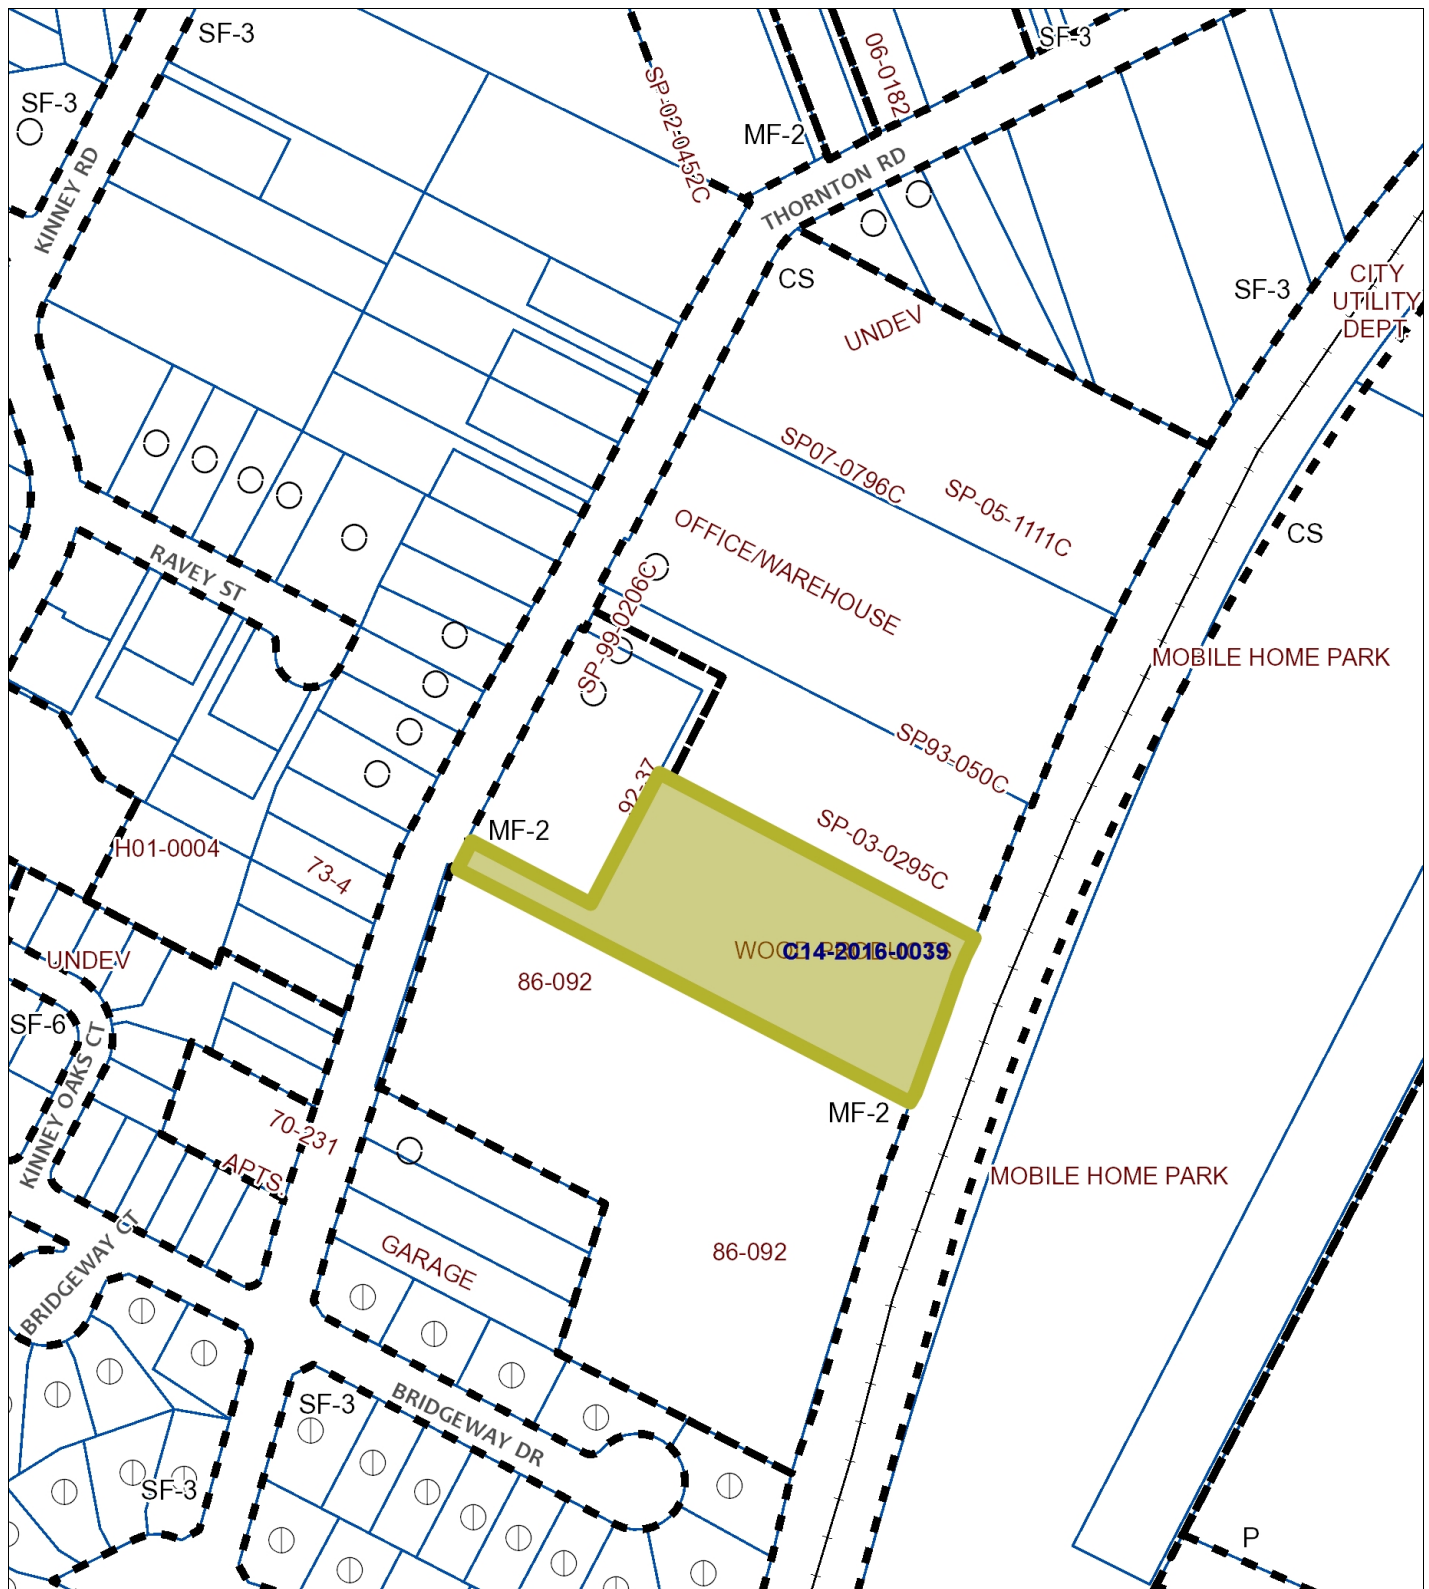 SF-3
SF-3
SF-3
06-0182
SP-02-0452C
MF-2
KINNEY RD
THORNTON RD
CS
SF-3
CITY
UTILITY
DEPT.
UNDEV
SP07-0796C
SP-05-1111C
CS
OFFICE/WAREHOUSE
RAVEY ST
SP-99-0206C
MOBILE HOME PARK
SP93-050C
92-37
MF-2
SP-03-0295C
H01-0004
73-4
C14-2016-0039
UNDEV
86-092
SF-6
KINNEY OAKS CT
MF-2
70-231
APTS.
MOBILE HOME PARK
BRIDGEWAY CT
GARAGE
86-092
SF-3
BRIDGEWAY DR
SF-3
P